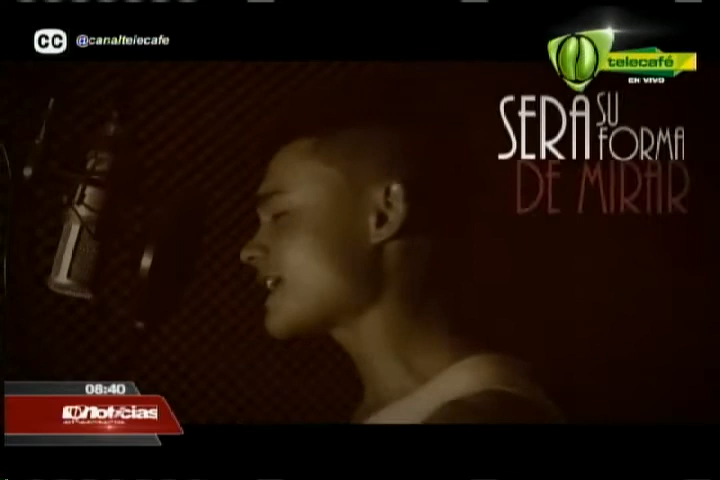 CC @canaltelecafe
telecafé
EN VIVO
SERA SU FORMA
DE MIRAR
08:40
Noticias